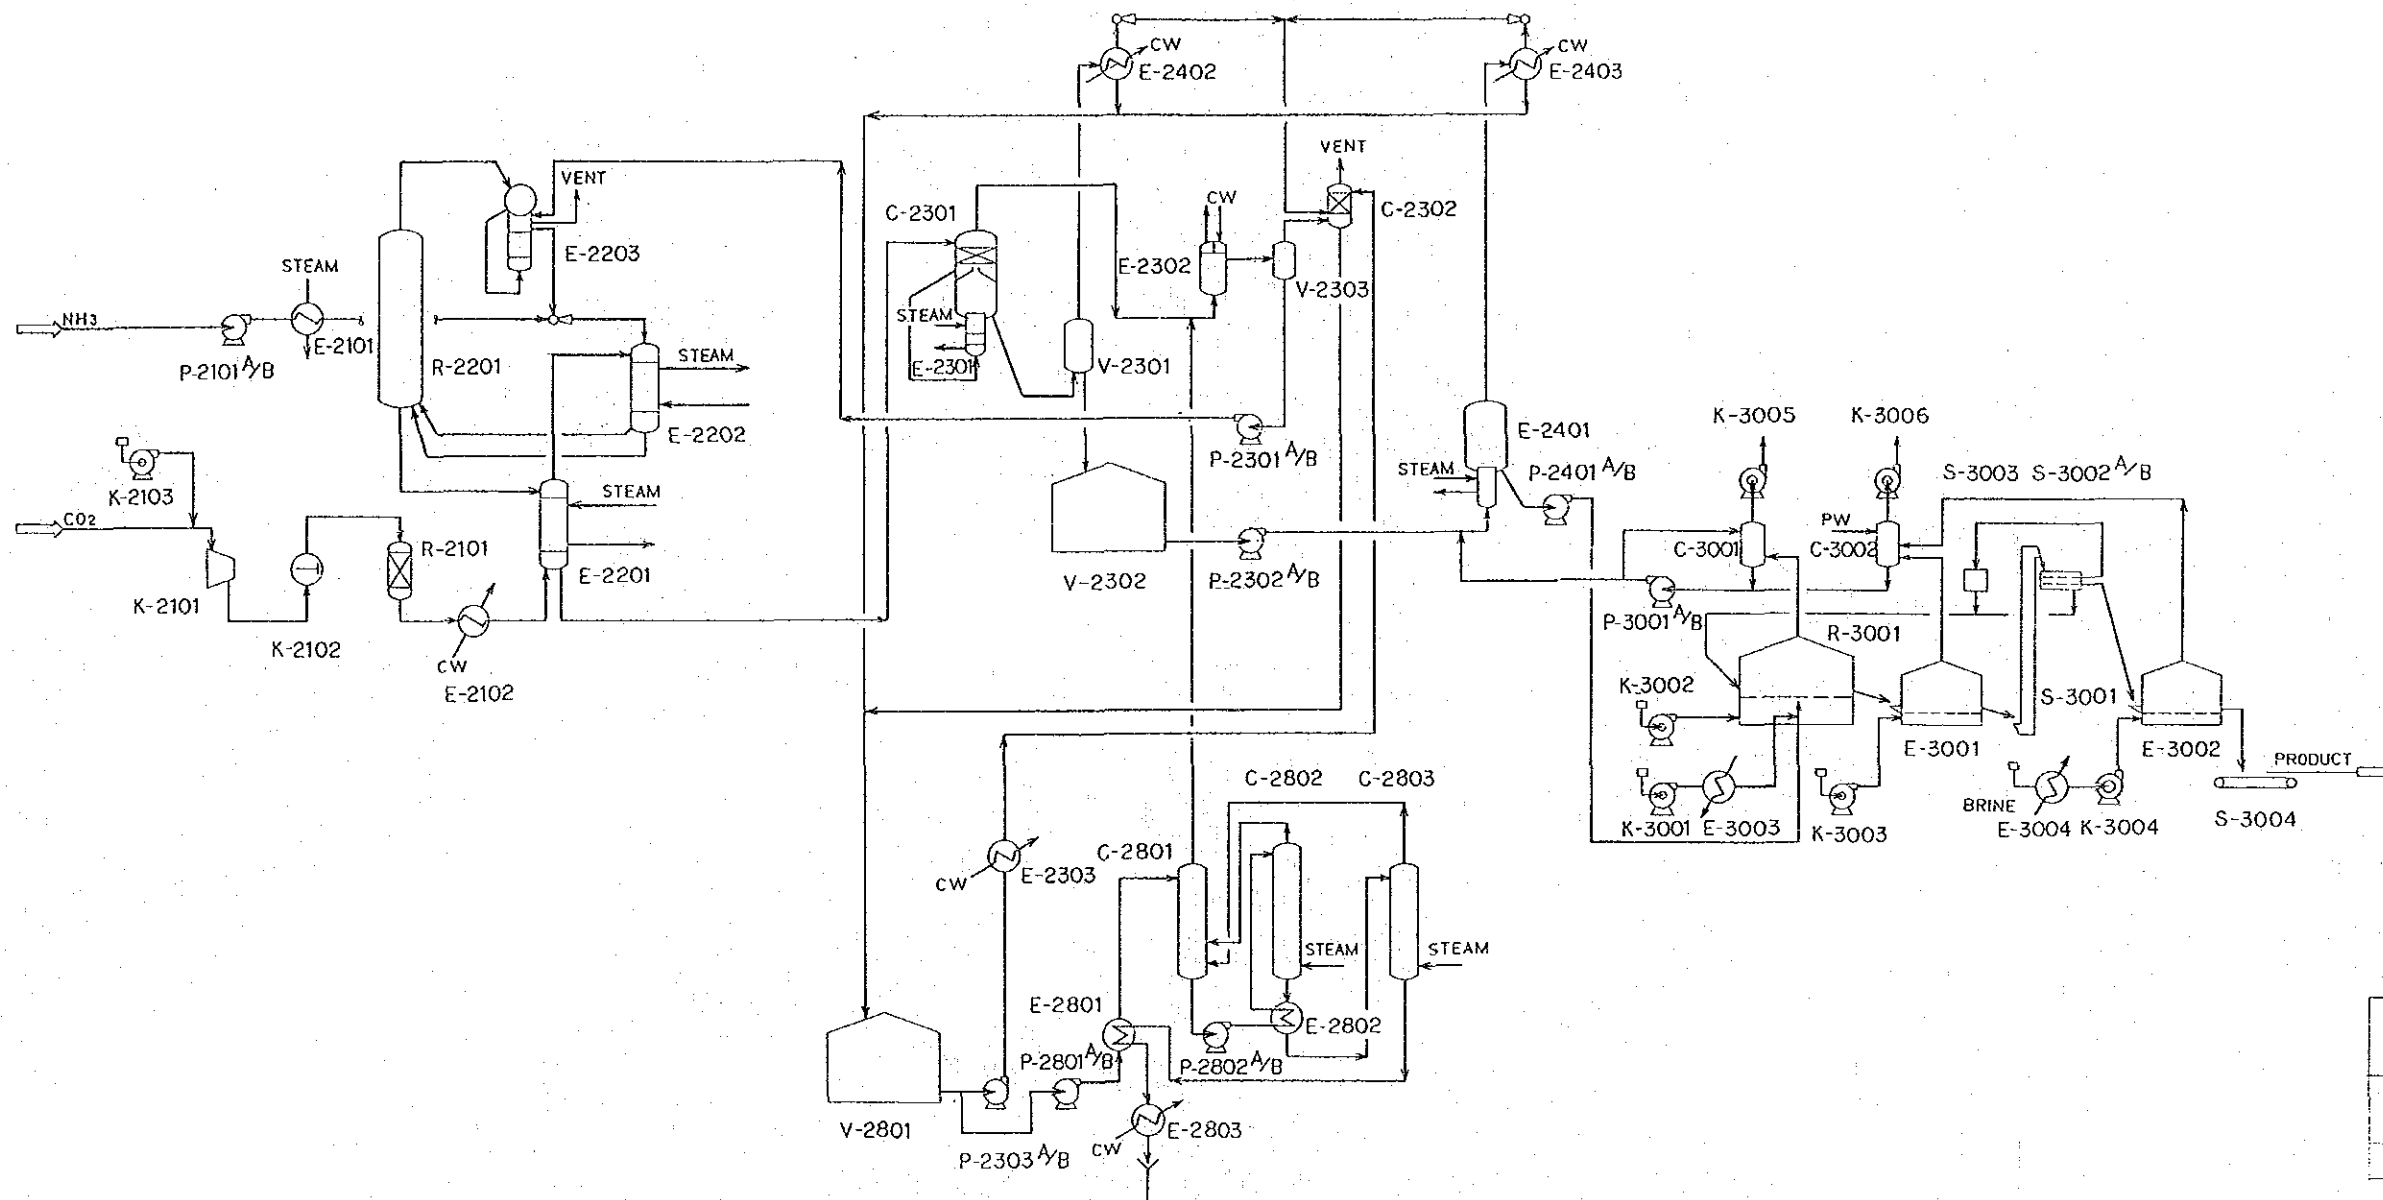 CW
E-2402
CW
E-2403
VENT
C-2302
VENT
E-2203
C-2301
CW
E-2302
V-2303
STEAM
NH3
P-2101 A/B
E-2101
R-2201
STEAM
E-2202
STEAM
E-2301
V-2301
K-2103
CO2
K-2101
K-2102
R-2101
STEAM
E-2201
CW
E-2102
P-2301 A/B
V-2302
P-2302 A/B
E-2401
STEAM
P-2401 A/B
K-3005
K-3006
S-3003
S-3002 A/B
C-3001
PW
C-3002
P-3001 A/B
R-3001
K-3002
S-3001
E-3001
E-3002
K-3001
E-3003
K-3003
BRINE
E-3004
K-3004
PRODUCT
S-3004
C-2802
C-2803
C-2801
CW
E-2303
STEAM
STEAM
E-2801
E-2802
P-2801 A/B
P-2802 A/B
V-2801
P-2303 A/B
CW
E-2803